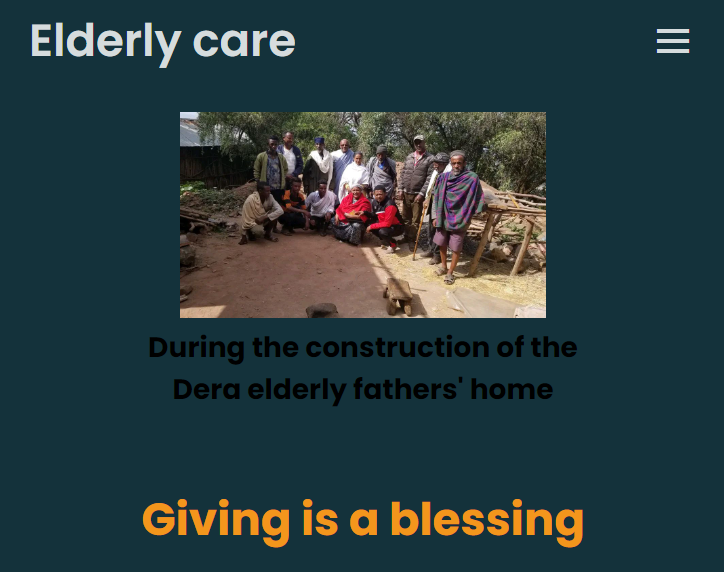 Elderly care
During the construction of the
Dera elderly fathers' home
Giving is a blessing